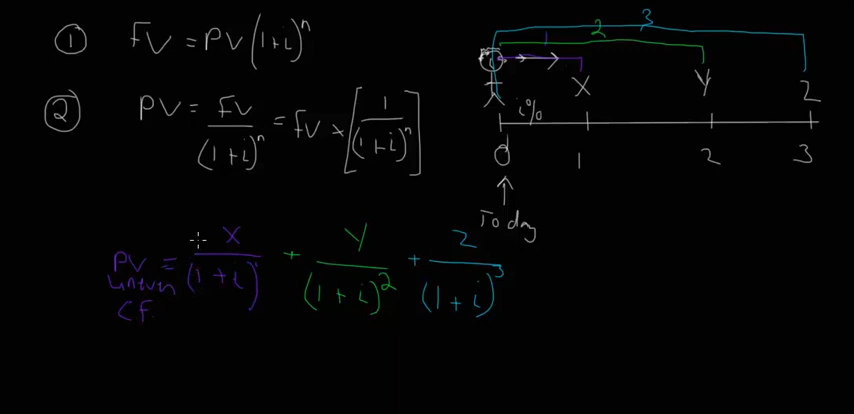 ① FV = PV (1+i)^n
② PV = FV/(1+i)^n = FV × [1/(1+i)^n]
1 2 3
X Y Z
i%
0 1 2 3
Today
PV uneven CF = X/(1+i)^1 + Y/(1+i)^2 + Z/(1+i)^3